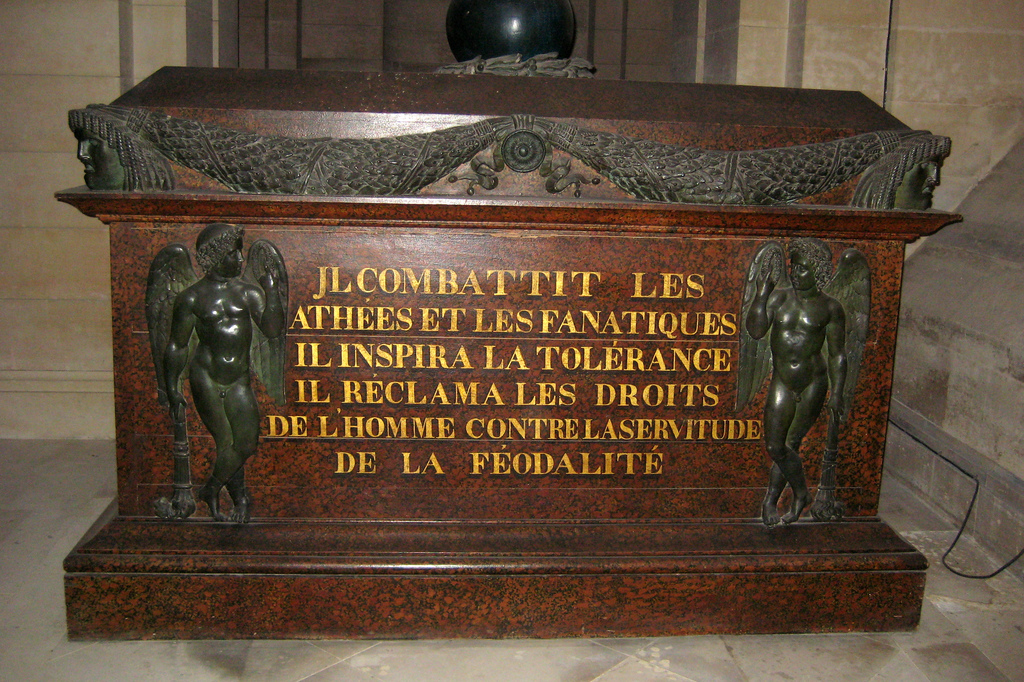 JL COMBATTIT LES
ATHÉES ET LES FANATIQUES
IL INSPIRA LA TOLÉRANCE
IL RÉCLAMA LES DROITS
DE L'HOMME CONTRE LA SERVITUDE
DE LA FÉODALITÉ